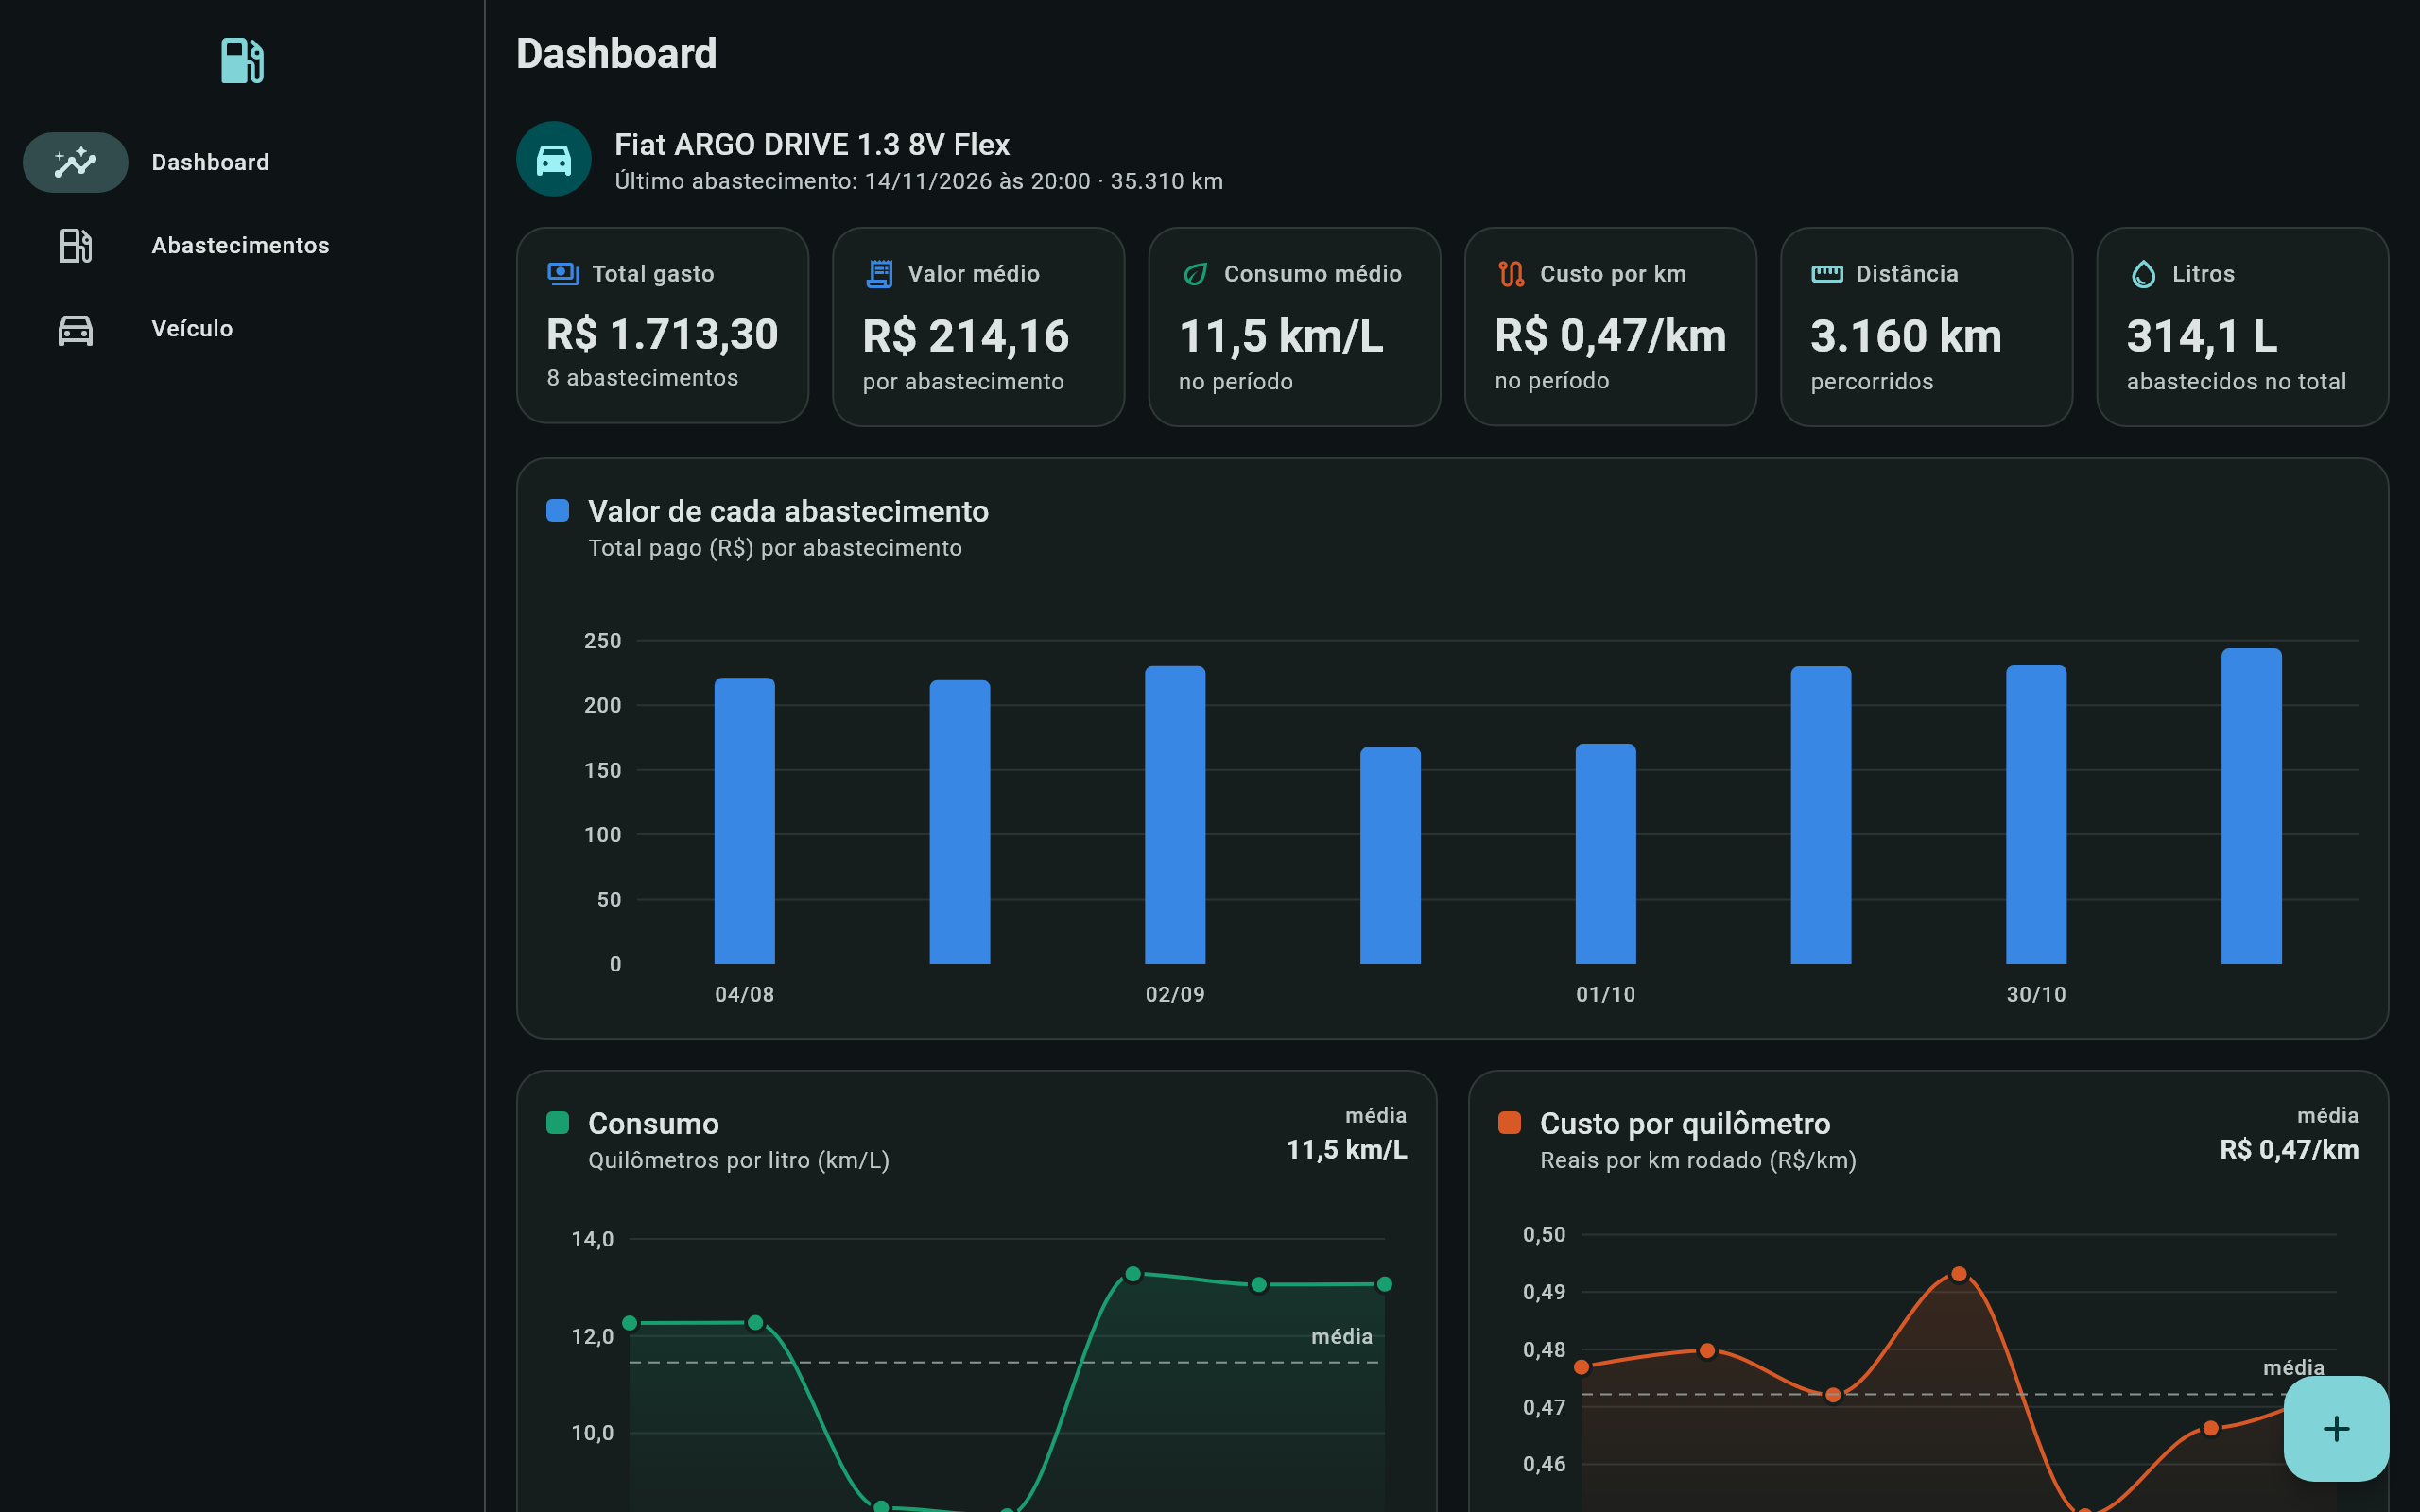 Dashboard
Dashboard
Abastecimentos
Veículo
Fiat ARGO DRIVE 1.3 8V Flex
Último abastecimento: 14/11/2026 às 20:00 · 35.310 km
Total gasto
R$ 1.713,30
8 abastecimentos
Valor médio
R$ 214,16
por abastecimento
Consumo médio
11,5 km/L
no período
Custo por km
R$ 0,47/km
no período
Distância
3.160 km
percorridos
Litros
314,1 L
abastecidos no total
Valor de cada abastecimento
Total pago (R$) por abastecimento
250
200
150
100
50
0
04/08
02/09
01/10
30/10
Consumo
Quilômetros por litro (km/L)
média
11,5 km/L
14,0
12,0
10,0
média
Custo por quilômetro
Reais por km rodado (R$/km)
média
R$ 0,47/km
0,50
0,49
0,48
0,47
0,46
média